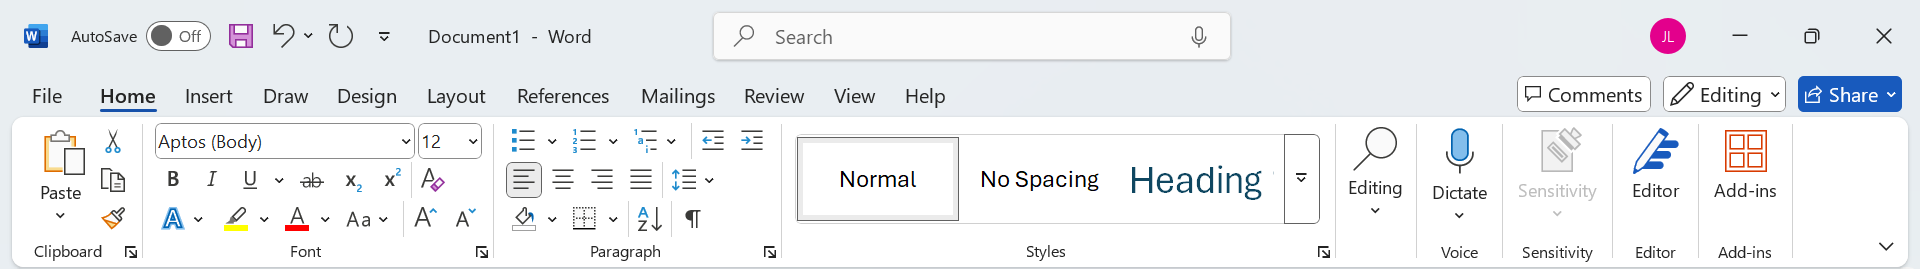 W AutoSave Off Document1 - Word Search JL
File Home Insert Draw Design Layout References Mailings Review View Help Comments Editing Share
Aptos (Body) 12
Normal No Spacing Heading
Paste B I U ab x2 x2 A Editing Dictate Sensitivity Editor Add-ins
A A Aa A A A Z ¶
Clipboard Font Paragraph Styles Voice Sensitivity Editor Add-ins